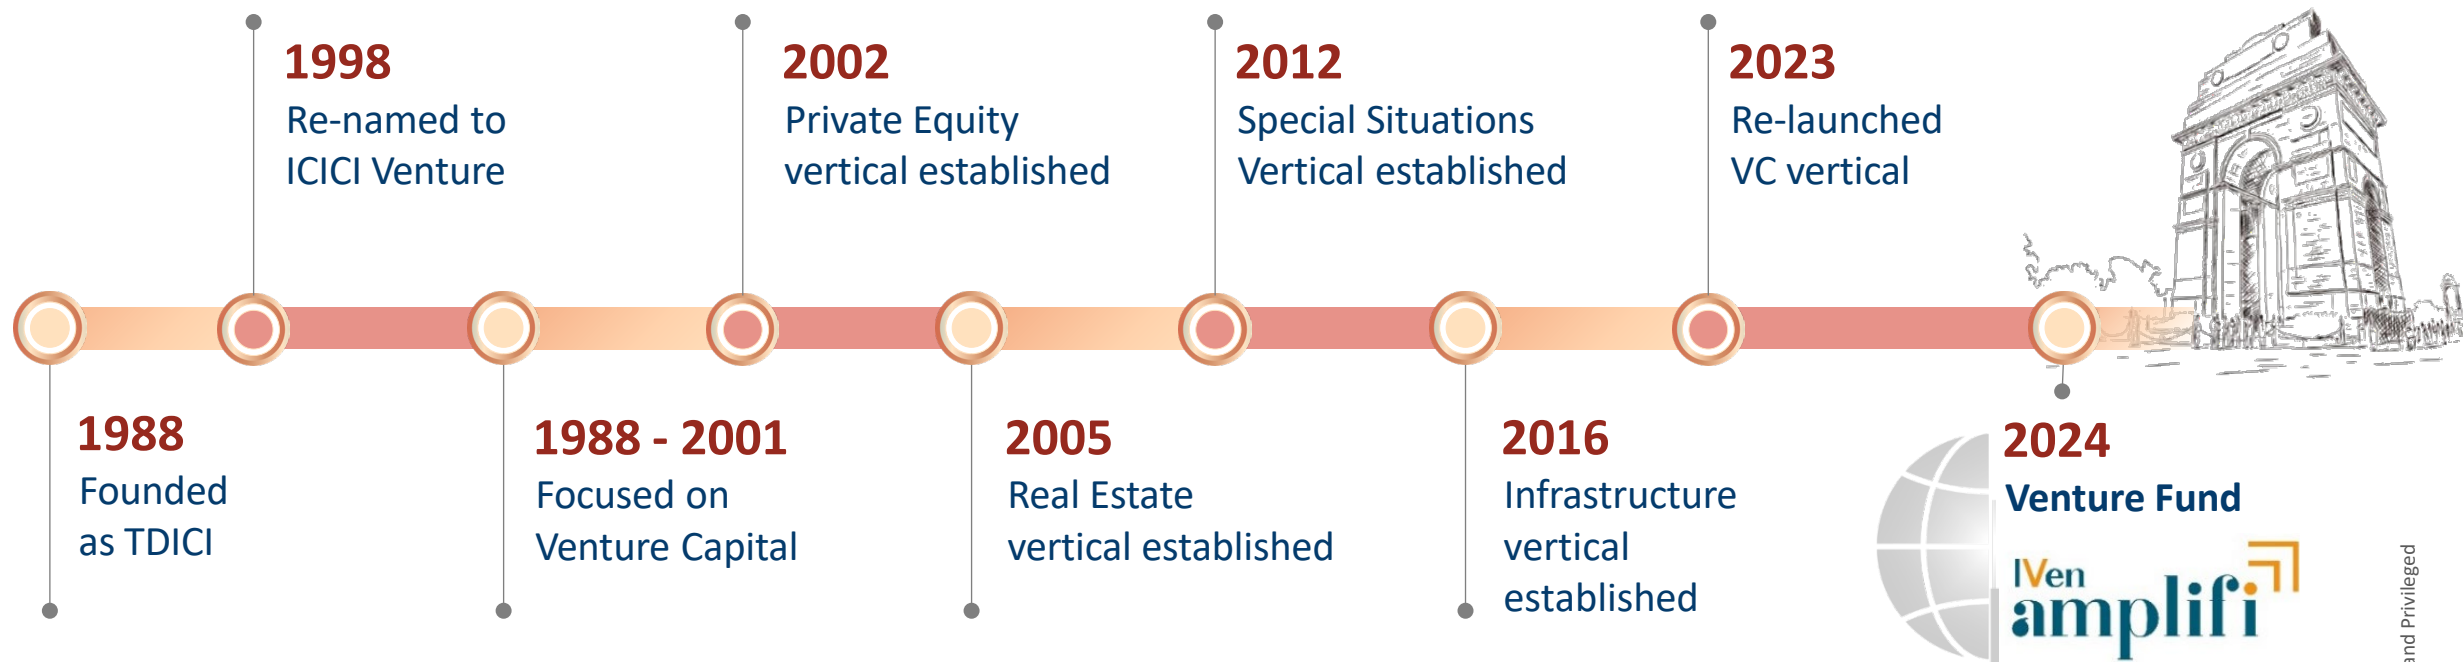 1998
Re-named to
ICICI Venture
2002
Private Equity
vertical established
2012
Special Situations
Vertical established
2023
Re-launched
VC vertical
1988
Founded
as TDICI
1988 - 2001
Focused on
Venture Capital
2005
Real Estate
vertical established
2016
Infrastructure
vertical
established
2024
Venture Fund
IVen
amplifi
and Privileged